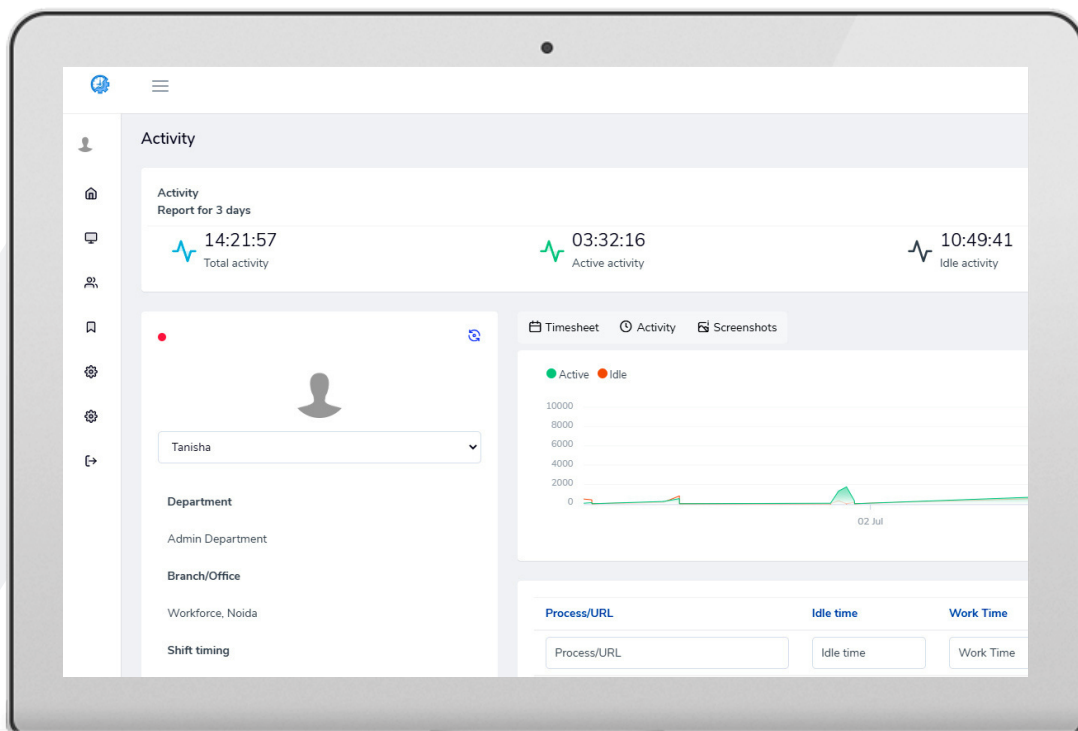 Activity
Activity
Report for 3 days
14:21:57
Total activity
03:32:16
Active activity
10:49:41
Idle activity
Tanisha
Department
Admin Department
Branch/Office
Workforce, Noida
Shift timing
Timesheet Activity Screenshots
Active Idle
10000
8000
6000
4000
2000
0
02 Jul
Process/URL Idle time Work Time
Process/URL Idle time Work Time